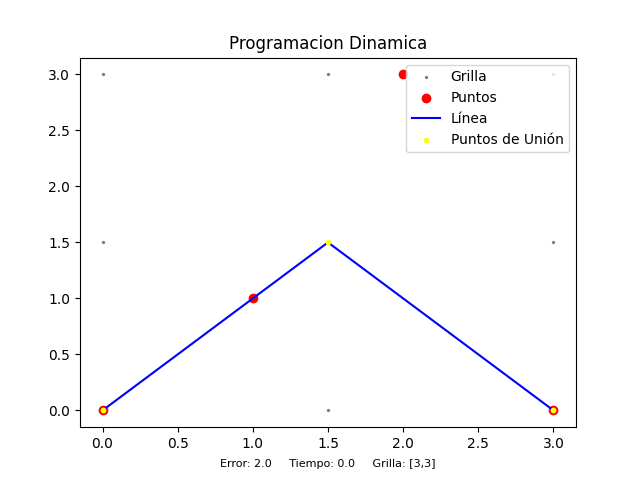 Programacion Dinamica
Grilla
Puntos
Línea
Puntos de Unión
3.0
2.5
2.0
1.5
1.0
0.5
0.0
0.0 0.5 1.0 1.5 2.0 2.5 3.0
Error: 2.0 Tiempo: 0.0 Grilla: [3,3]